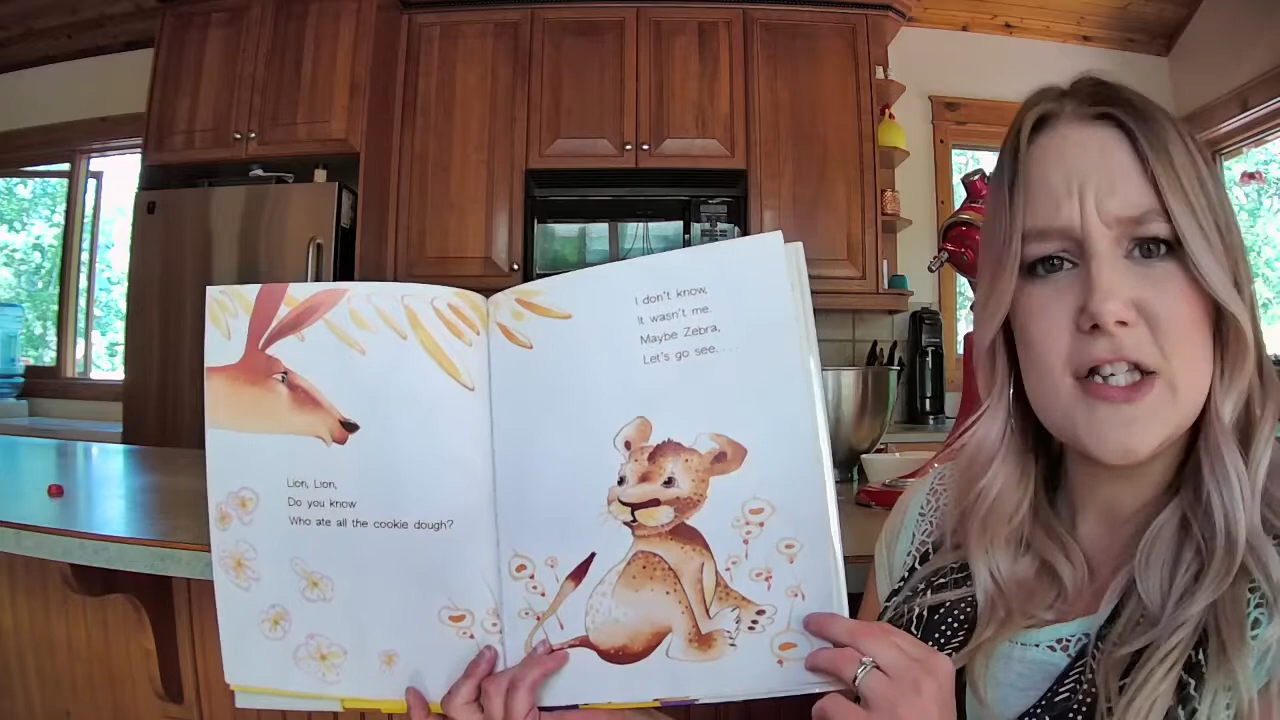 Lion, Lion,
Do you know
Who ate all the cookie dough?
I don't know,
It wasn't me.
Maybe Zebra,
Let's go see....